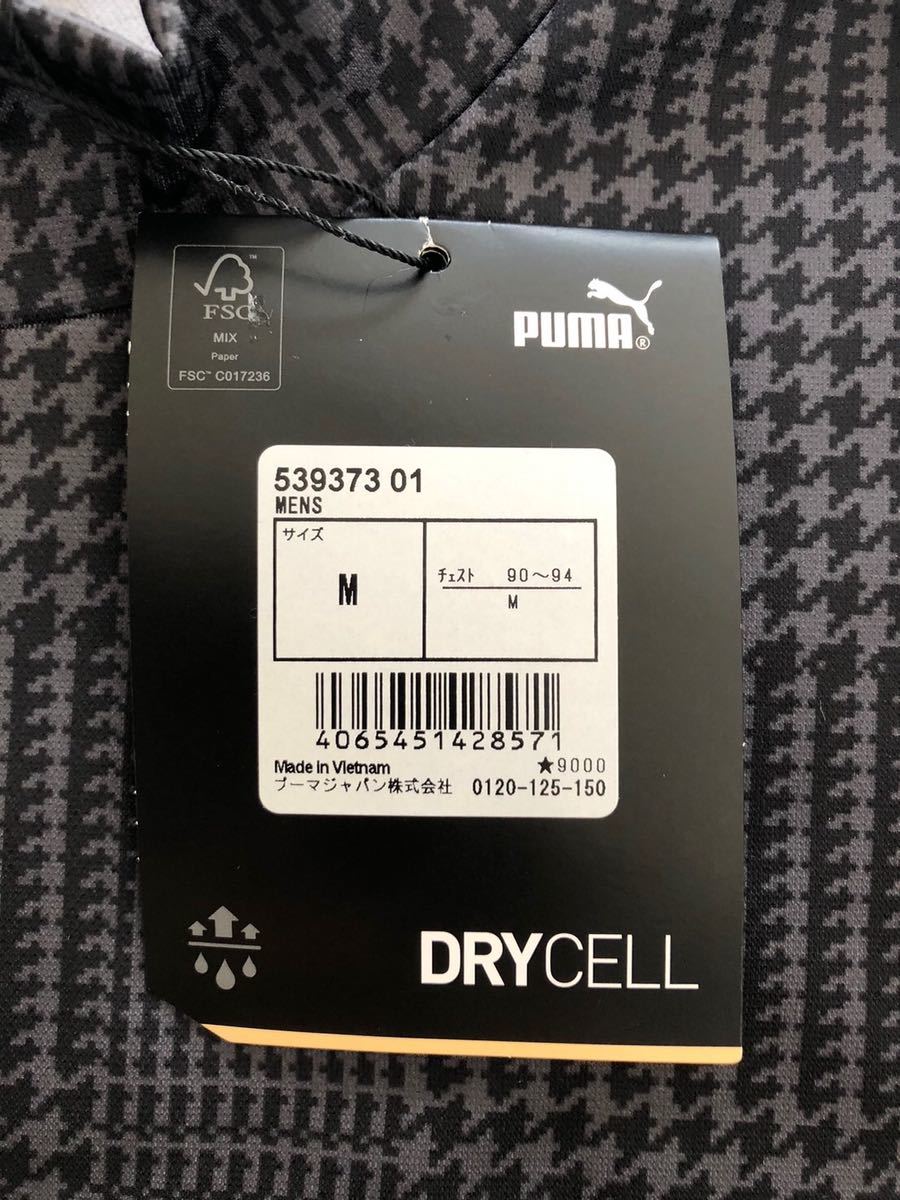 FSC
MIX
Paper
FSC™ C017236
PUMA®
539373 01
MENS
サイズ
M
チェスト 90〜94
M
4065451428571
Made in Vietnam ★9000
プーマジャパン株式会社 0120-125-150
DRYCELL